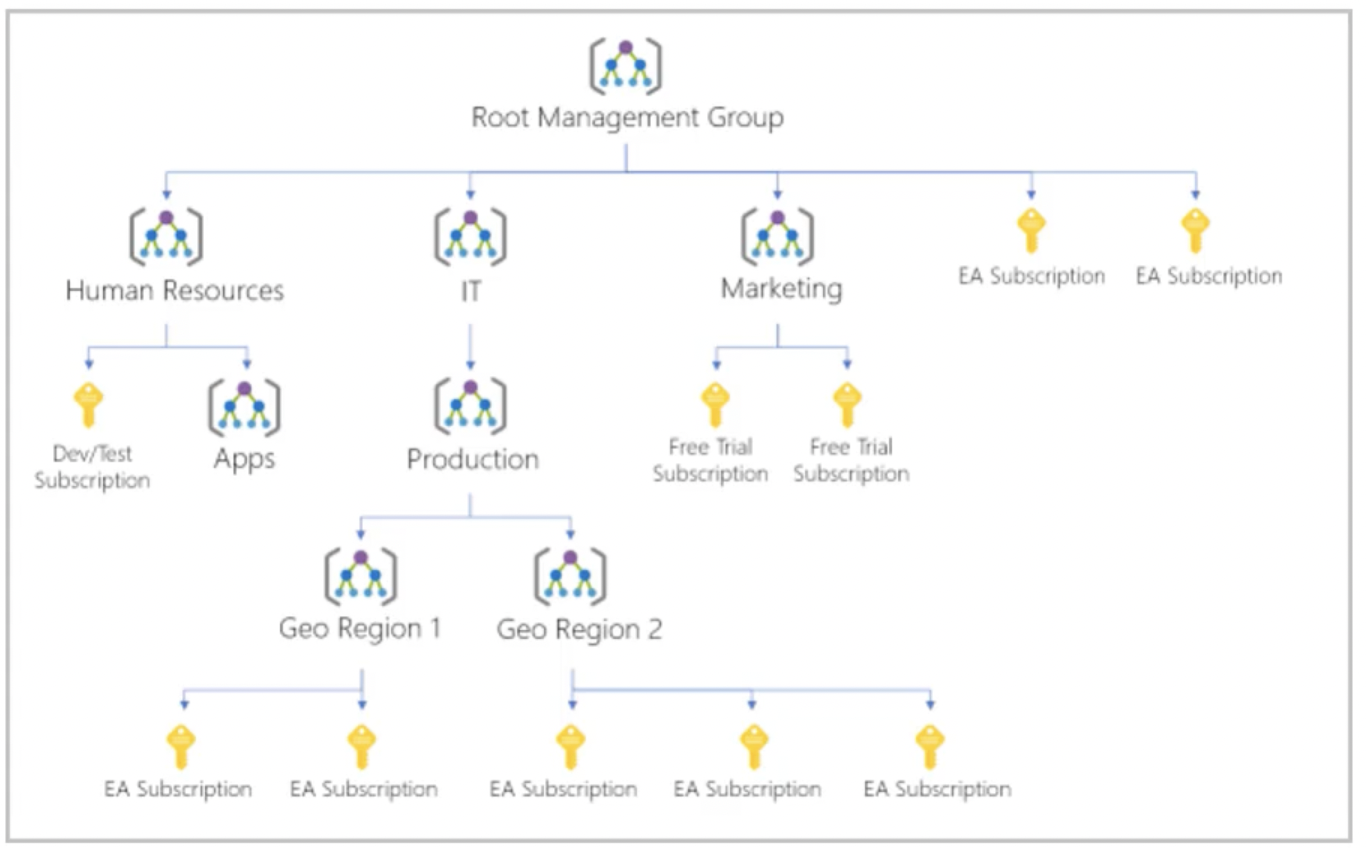 Root Management Group
Human Resources
IT
Marketing
EA Subscription
EA Subscription
Dev/Test
Subscription
Apps
Production
Free Trial
Subscription
Free Trial
Subscription
Geo Region 1
Geo Region 2
EA Subscription
EA Subscription
EA Subscription
EA Subscription
EA Subscription